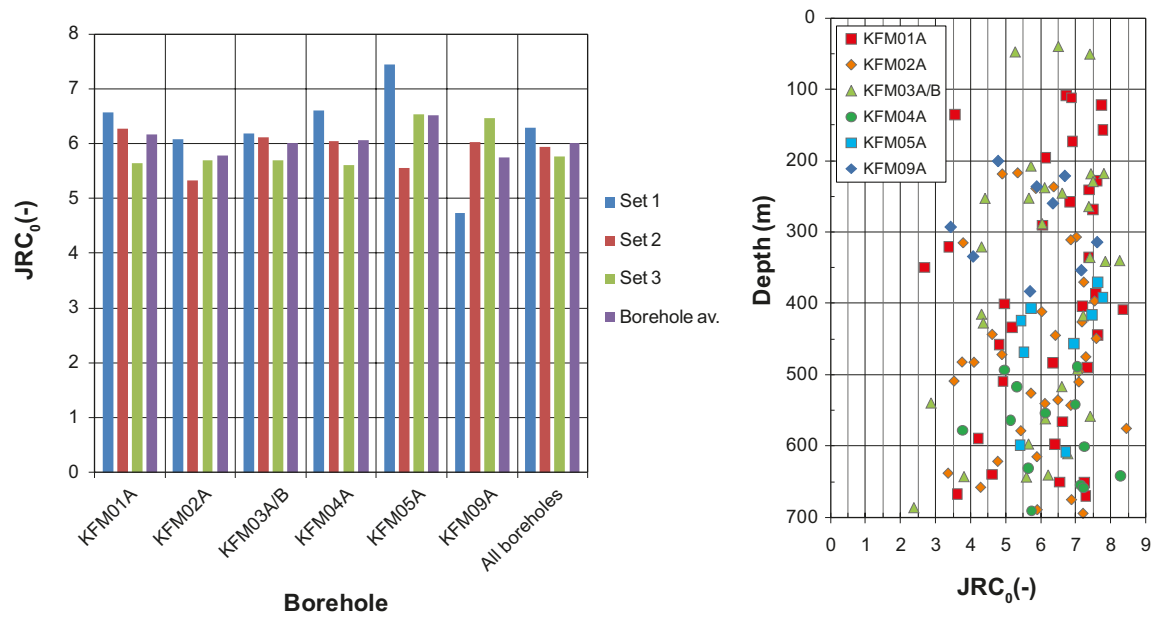 8
7
6
5
4
3
2
1
0
JRC0(-)
KFM01A
KFM02A
KFM03A/B
KFM04A
KFM05A
KFM09A
All boreholes
Borehole
Set 1
Set 2
Set 3
Borehole av.
0
100
200
300
400
500
600
700
Depth (m)
KFM01A
KFM02A
KFM03A/B
KFM04A
KFM05A
KFM09A
0 1 2 3 4 5 6 7 8 9
JRC0(-)